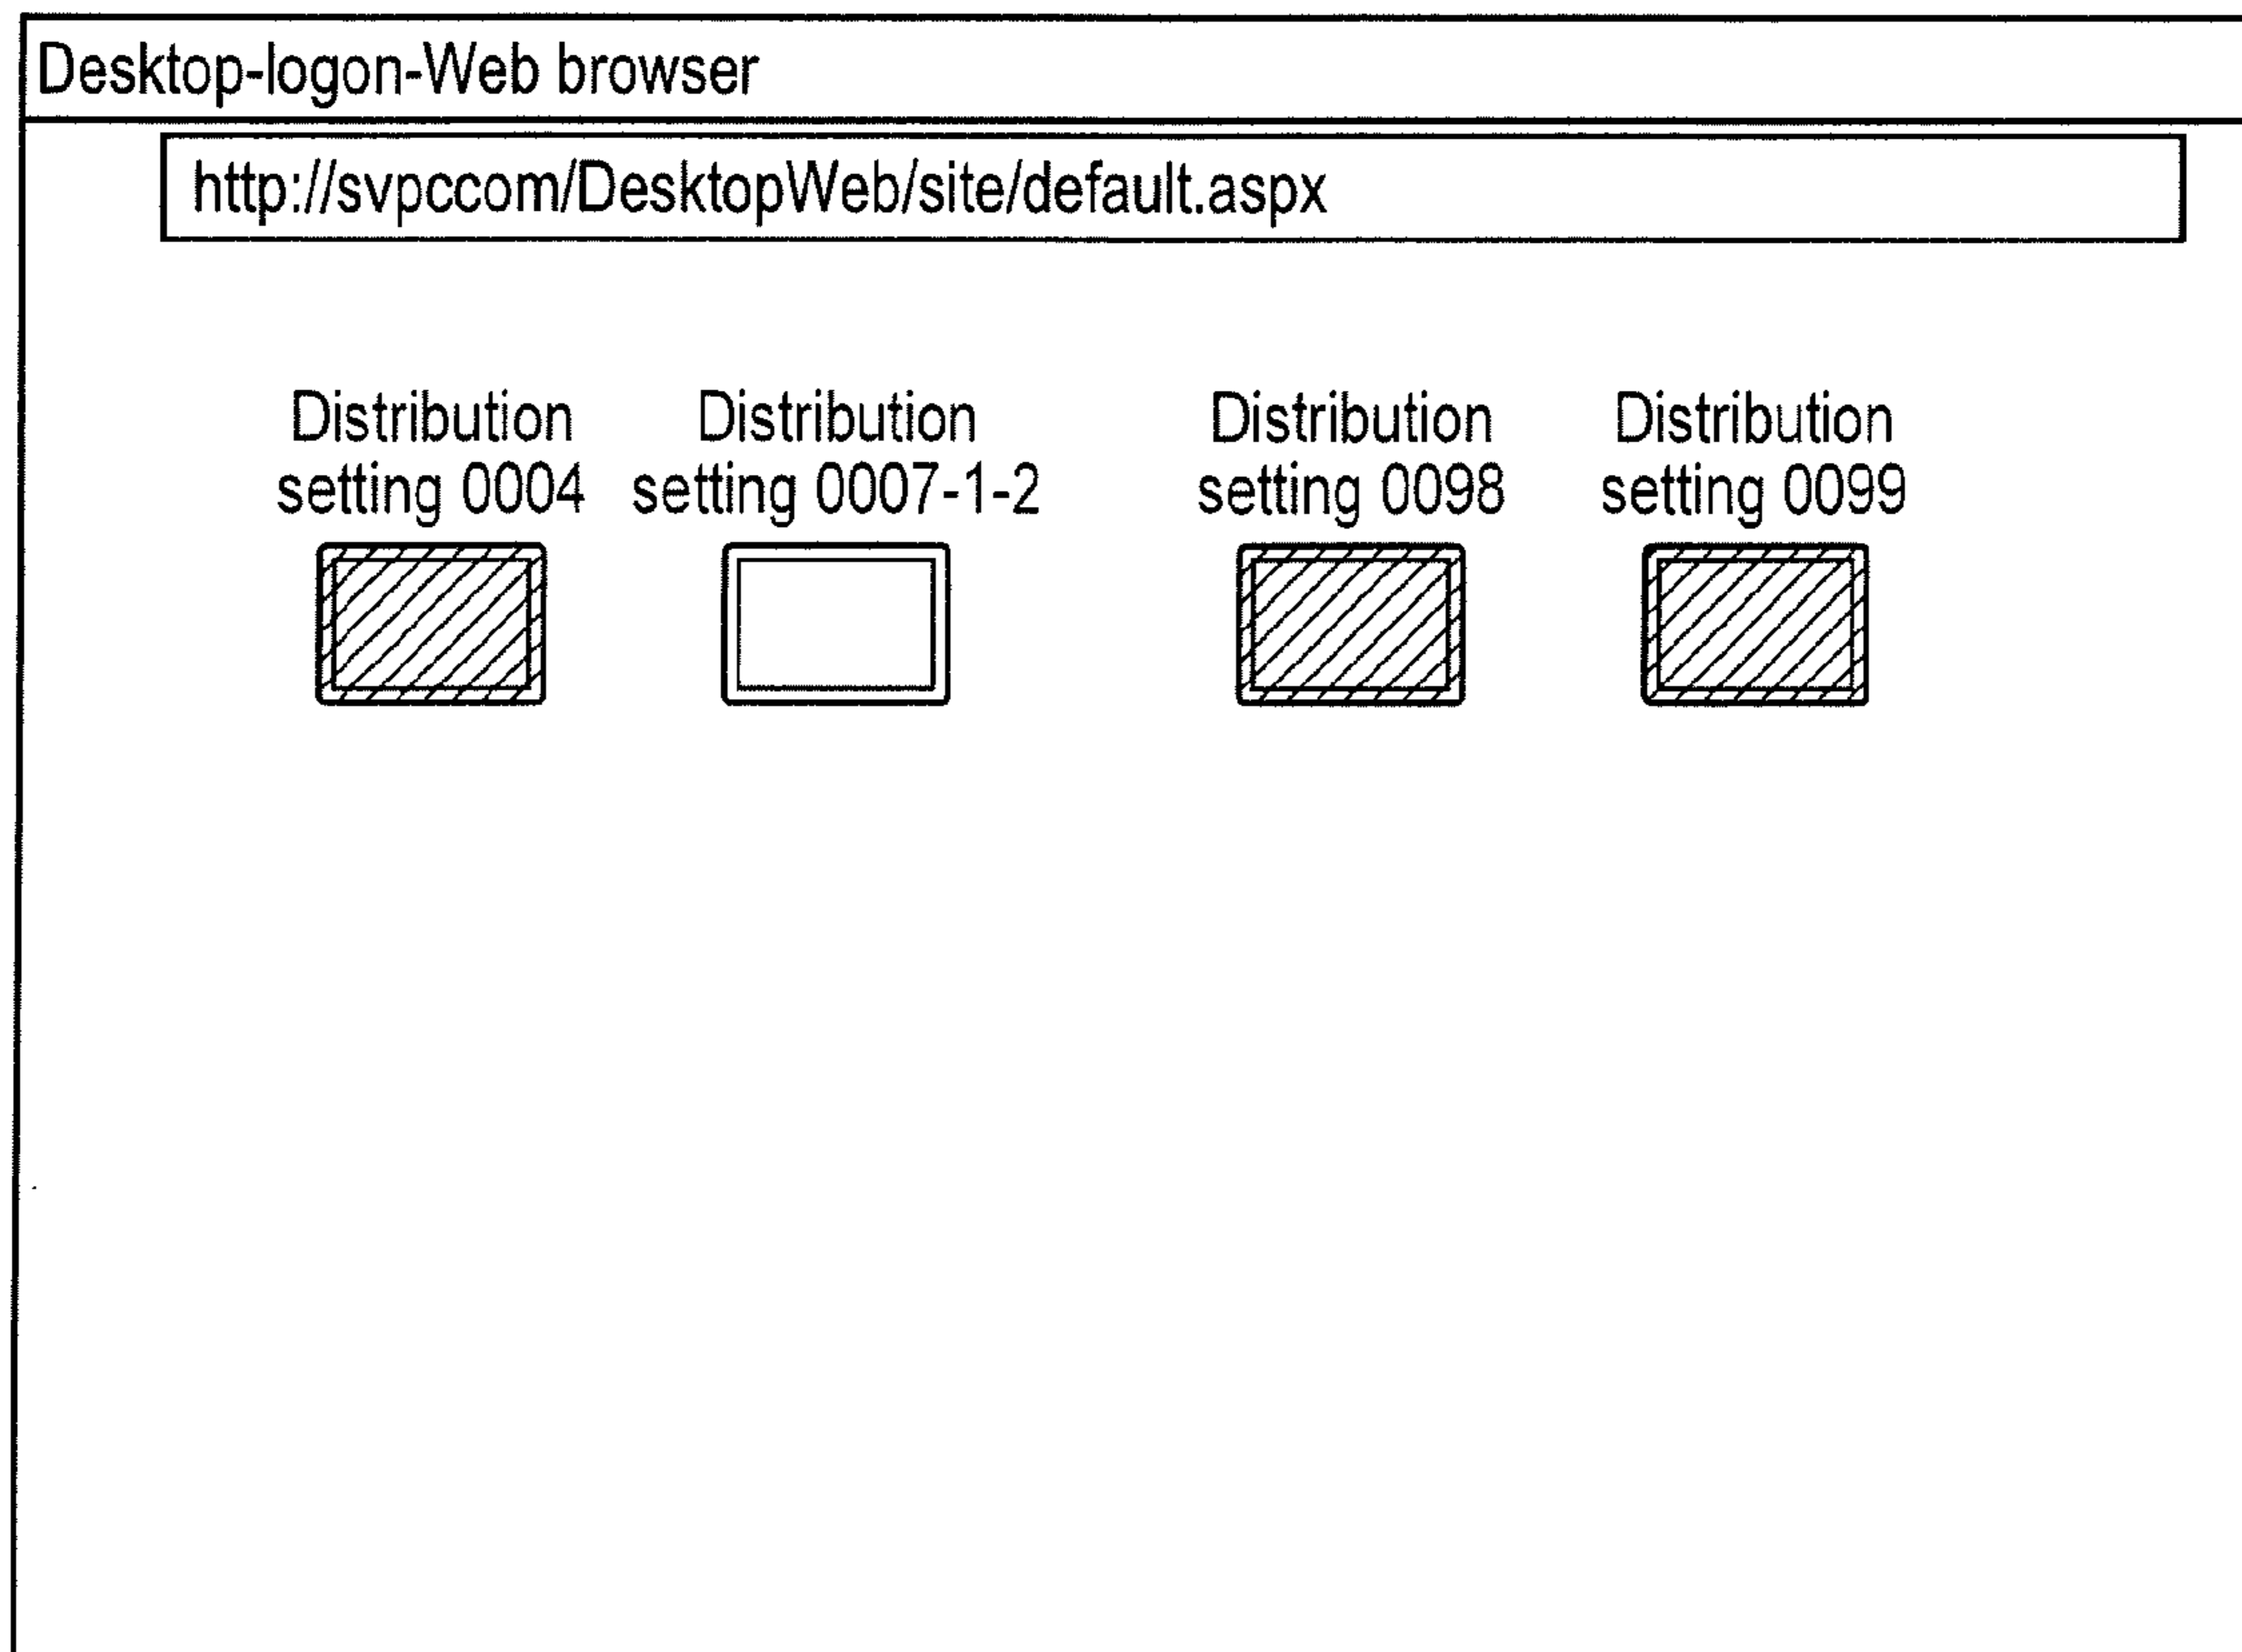 Desktop-logon-Web browser
http://svpccom/DesktopWeb/site/default.aspx
Distribution
setting 0004
Distribution
setting 0007-1-2
Distribution
setting 0098
Distribution
setting 0099